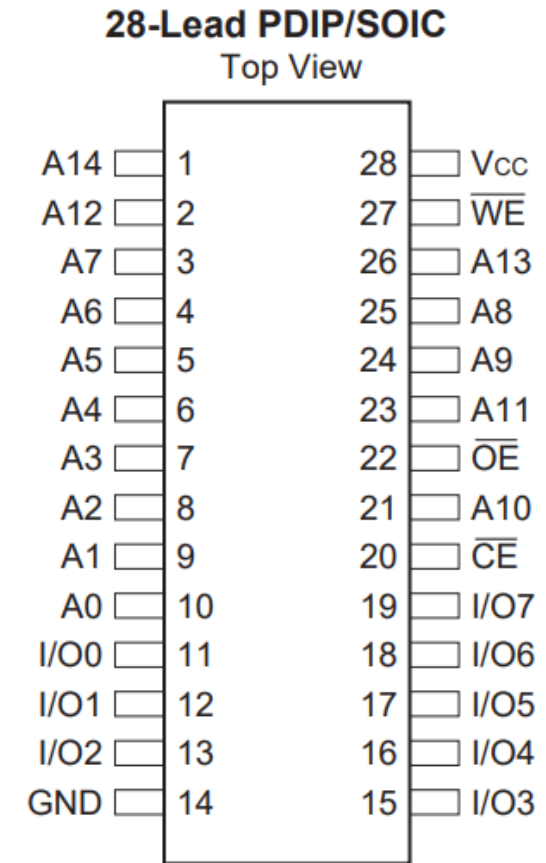 28-Lead PDIP/SOIC
Top View
A14 1 28 Vcc
A12 2 27 W̅E̅
A7 3 26 A13
A6 4 25 A8
A5 5 24 A9
A4 6 23 A11
A3 7 22 O̅E̅
A2 8 21 A10
A1 9 20 C̅E̅
A0 10 19 I/O7
I/O0 11 18 I/O6
I/O1 12 17 I/O5
I/O2 13 16 I/O4
GND 14 15 I/O3